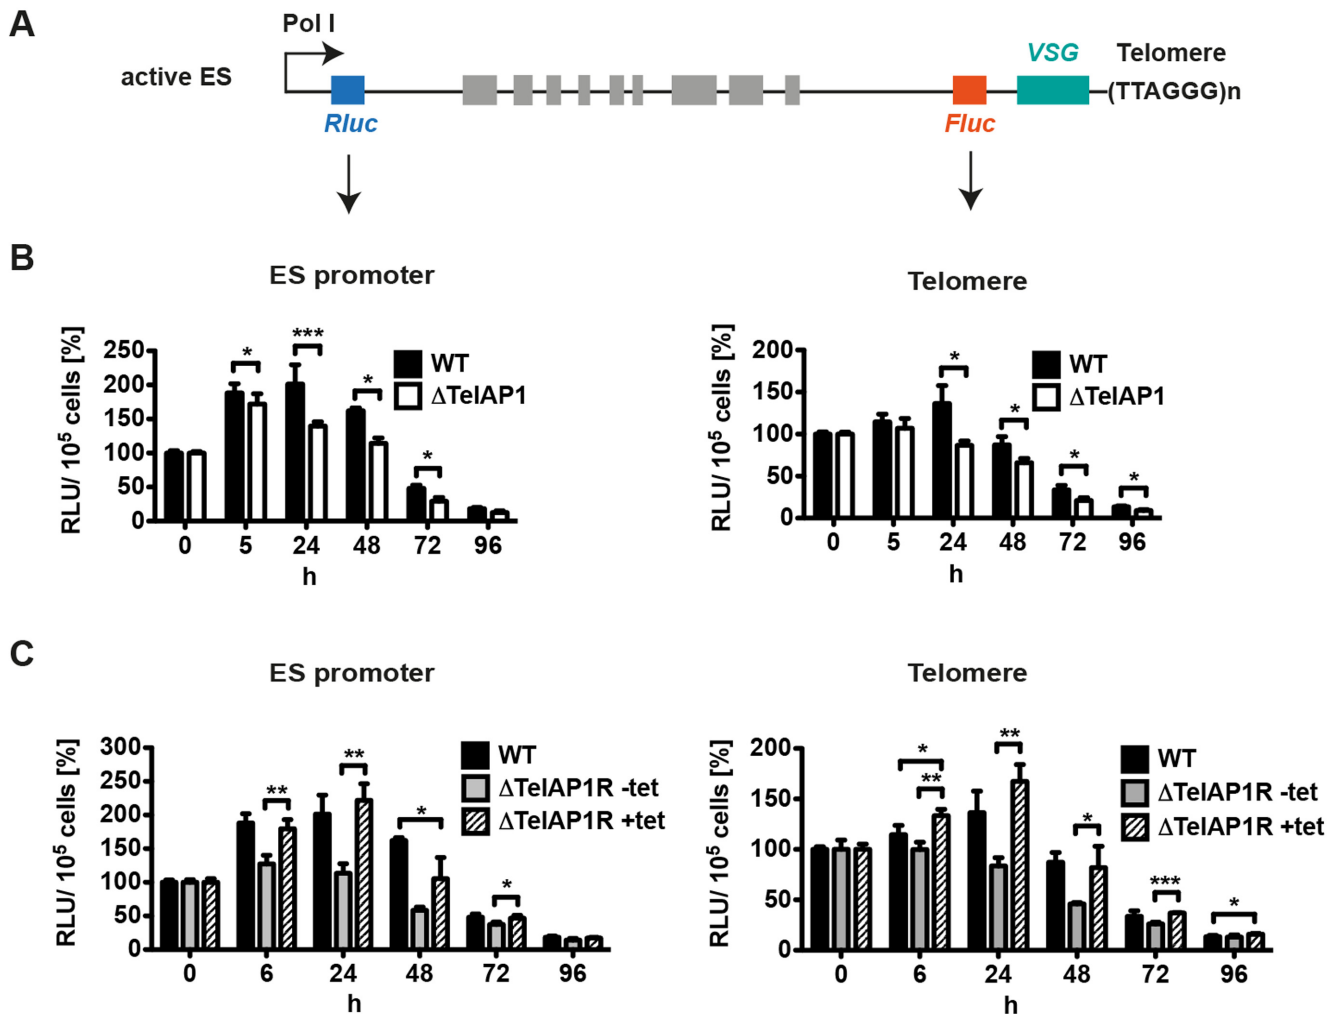 A
Pol I
active ES
VSG
Telomere
(TTAGGG)n
Rluc
Fluc
B
ES promoter
RLU/ 10⁵ cells [%]
250
200
150
100
50
0
* *** * *
WT
ΔTelAP1
0 5 24 48 72 96
h
Telomere
RLU/ 10⁵ cells [%]
200
150
100
50
0
* * * *
WT
ΔTelAP1
0 5 24 48 72 96
h
C
ES promoter
RLU/ 10⁵ cells [%]
300
250
200
150
100
50
0
** ** * *
WT
ΔTelAP1R -tet
ΔTelAP1R +tet
0 6 24 48 72 96
h
Telomere
RLU/ 10⁵ cells [%]
200
150
100
50
0
* ** ** * *** *
WT
ΔTelAP1R -tet
ΔTelAP1R +tet
0 6 24 48 72 96
h